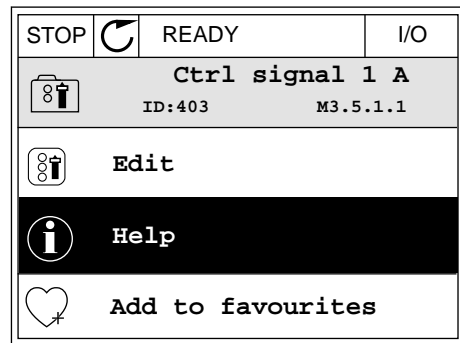 STOP READY I/O
Ctrl signal 1 A
ID:403 M3.5.1.1
Edit
Help
Add to favourites